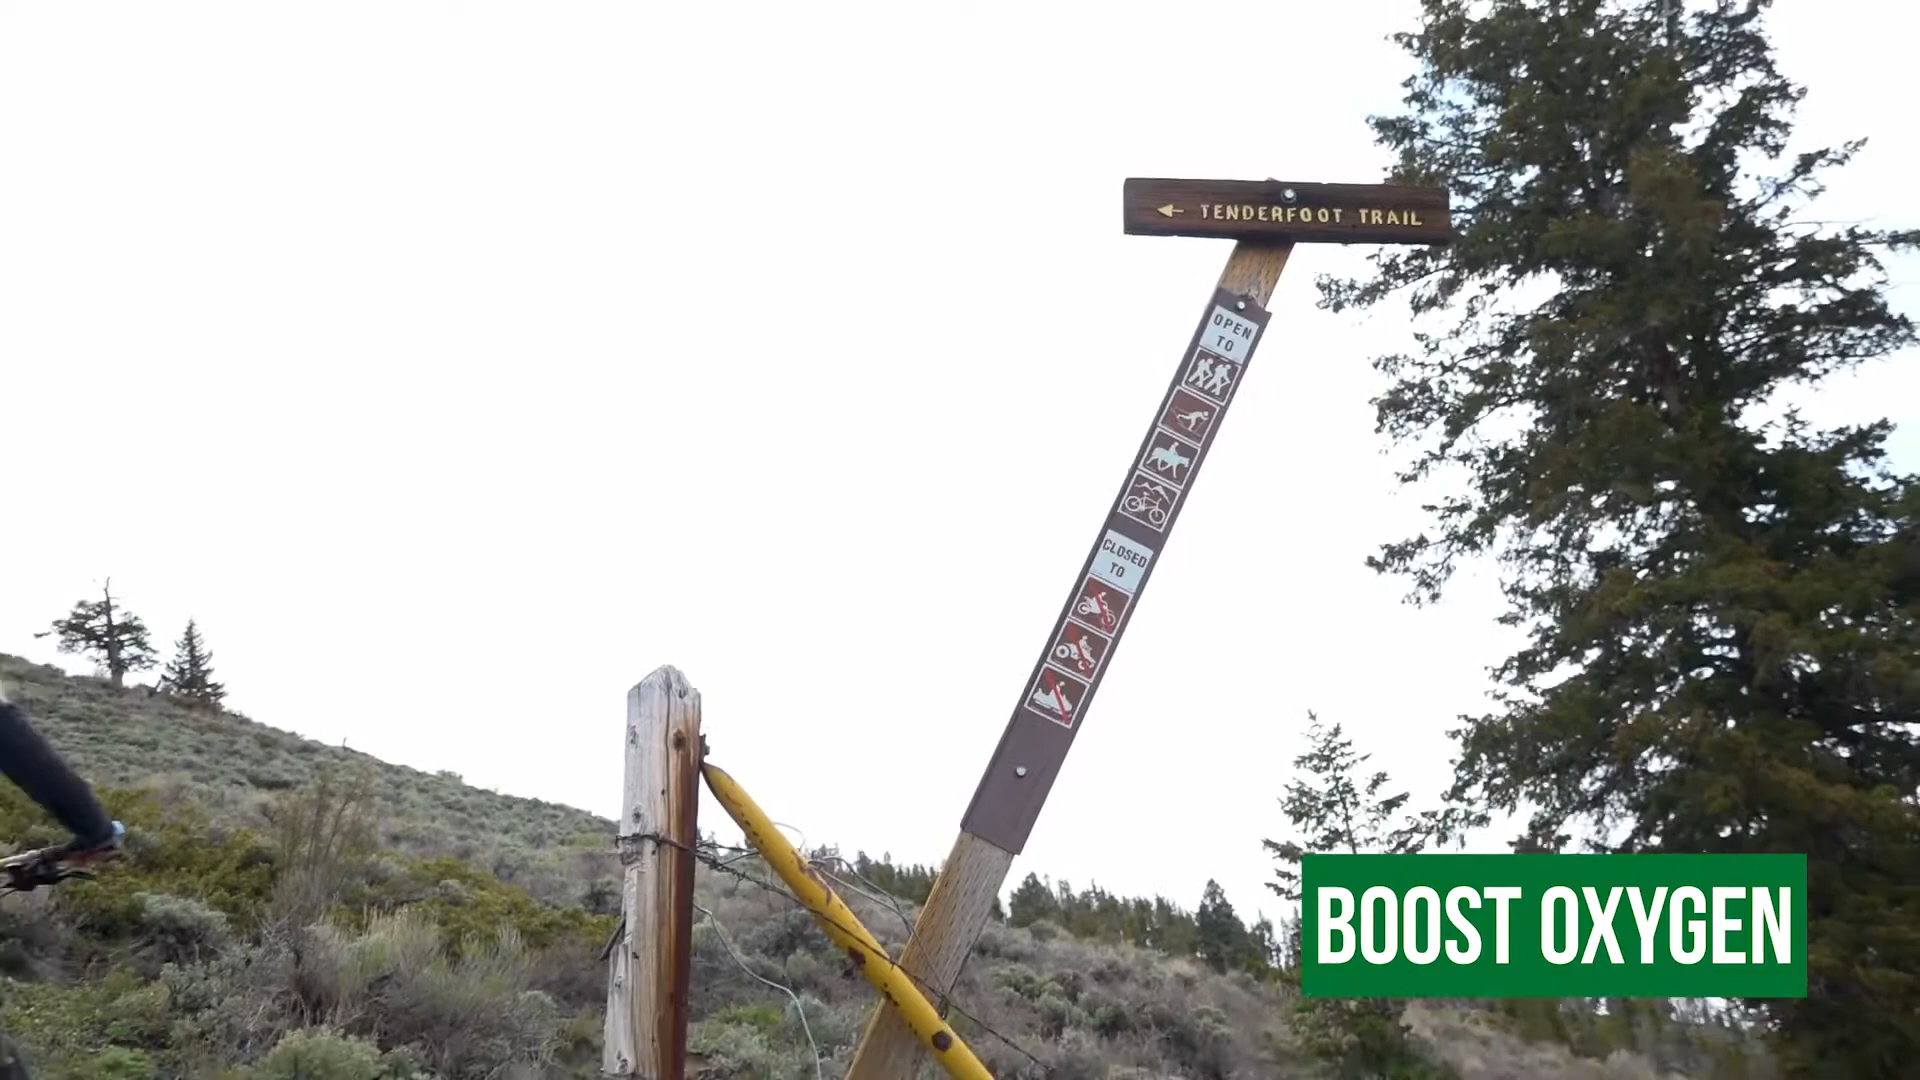 TENDERFOOT TRAIL
OPEN
TO
CLOSED
TO
BOOST OXYGEN